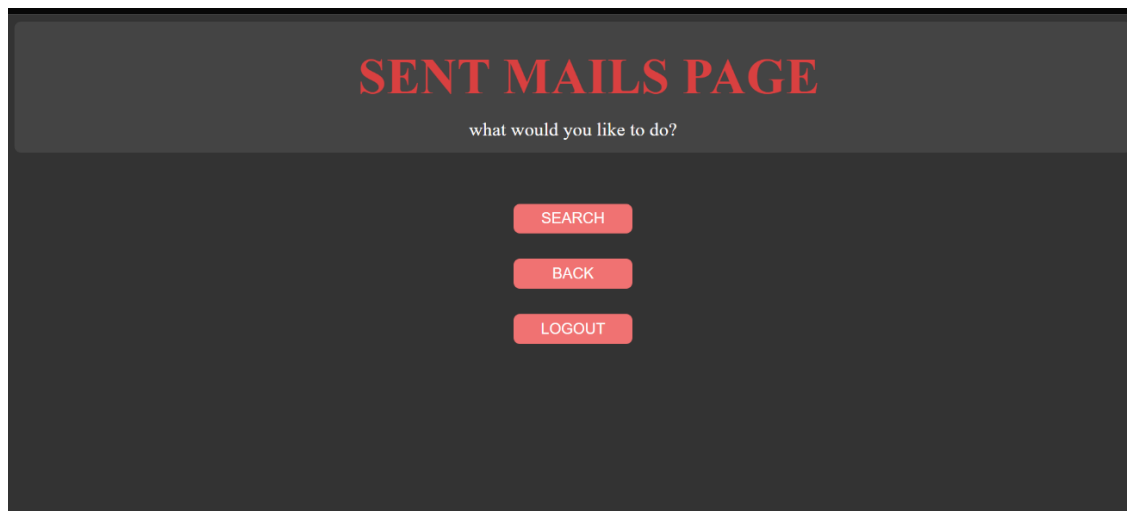 SENT MAILS PAGE
what would you like to do?
SEARCH
BACK
LOGOUT